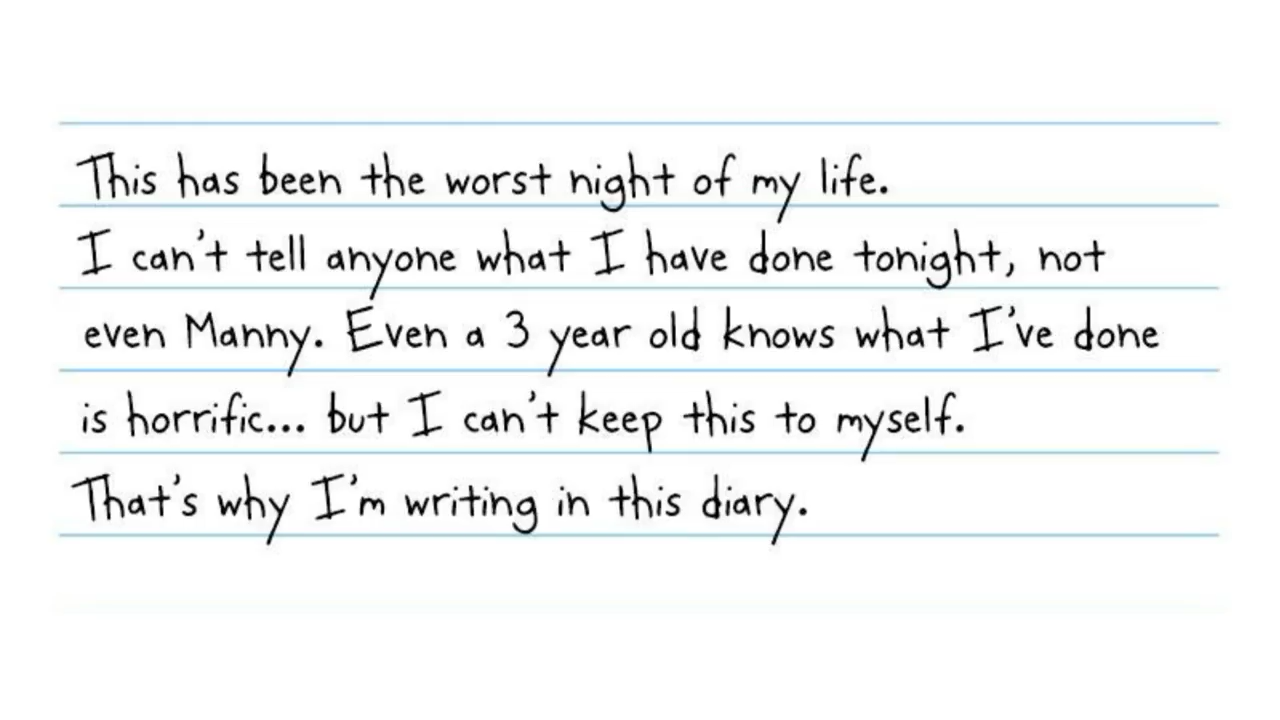 This has been the worst night of my life.
I can't tell anyone what I have done tonight, not
even Manny. Even a 3 year old knows what I've done
is horrific... but I can't keep this to myself.
That's why I'm writing in this diary.